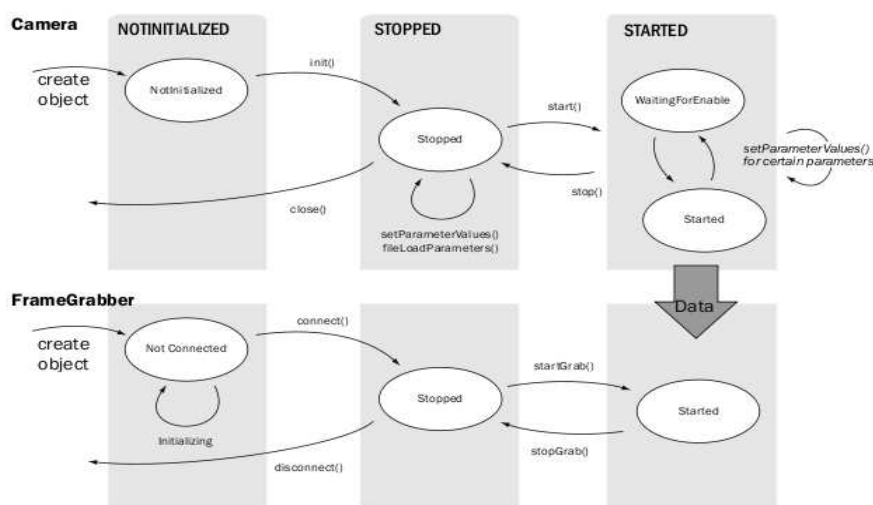 Camera
NOTINITIALIZED
STOPPED
STARTED
create
object
NotInitialized
init()
Stopped
start()
WaitingForEnable
setParameterValues()
for certain parameters
stop()
Started
close()
setParameterValues()
fileLoadParameters()
FrameGrabber
Data
create
object
Not Connected
connect()
Initializing
Stopped
startGrab()
Started
stopGrab()
disconnect()